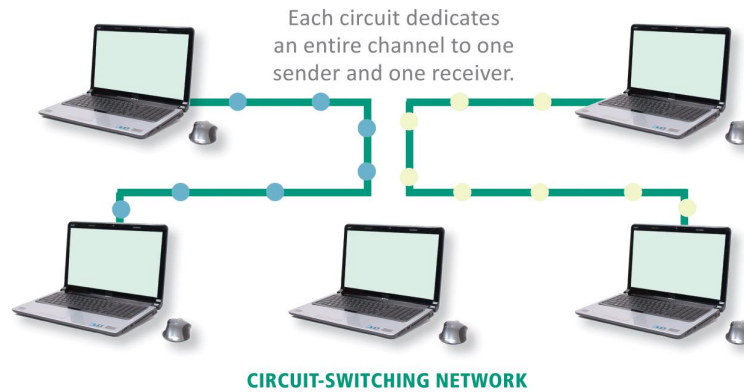 Each circuit dedicates
an entire channel to one
sender and one receiver.
CIRCUIT-SWITCHING NETWORK